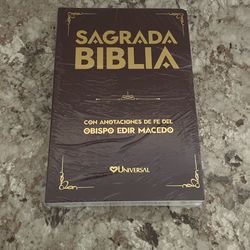 SAGRADA
BIBLIA
CON ANOTACIONES DE FE DEL
OBISPO EDIR MACEDO
UNIVERSAL